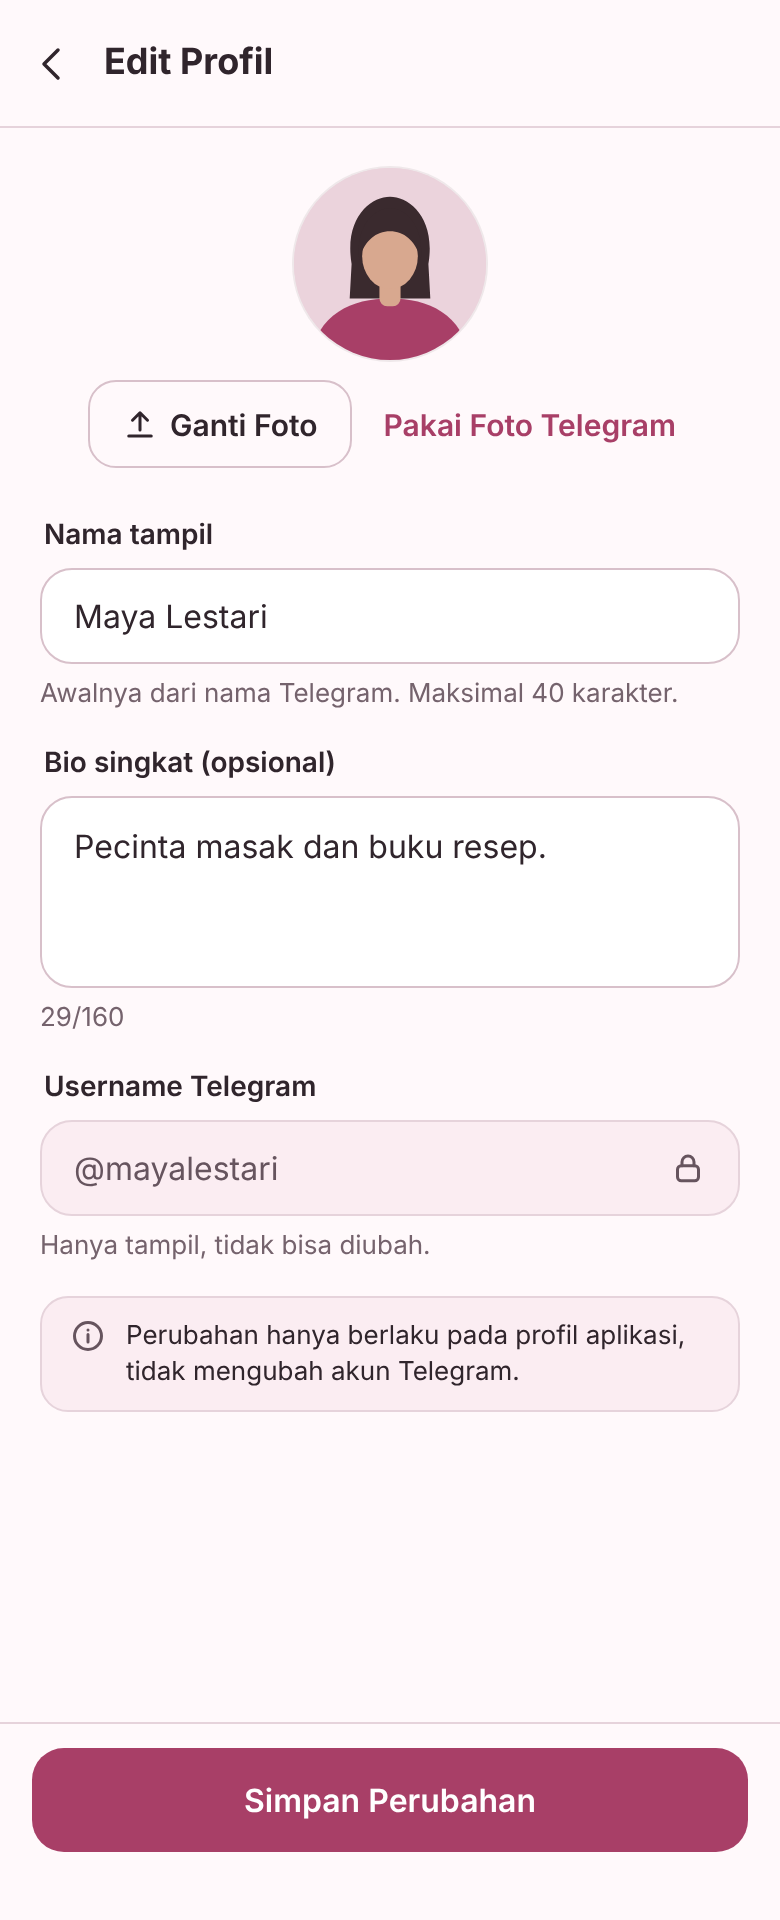 Edit Profil
Ganti Foto
Pakai Foto Telegram
Nama tampil
Maya Lestari
Awalnya dari nama Telegram. Maksimal 40 karakter.
Bio singkat (opsional)
Pecinta masak dan buku resep.
29/160
Username Telegram
@mayalestari
Hanya tampil, tidak bisa diubah.
Perubahan hanya berlaku pada profil aplikasi,
tidak mengubah akun Telegram.
Simpan Perubahan